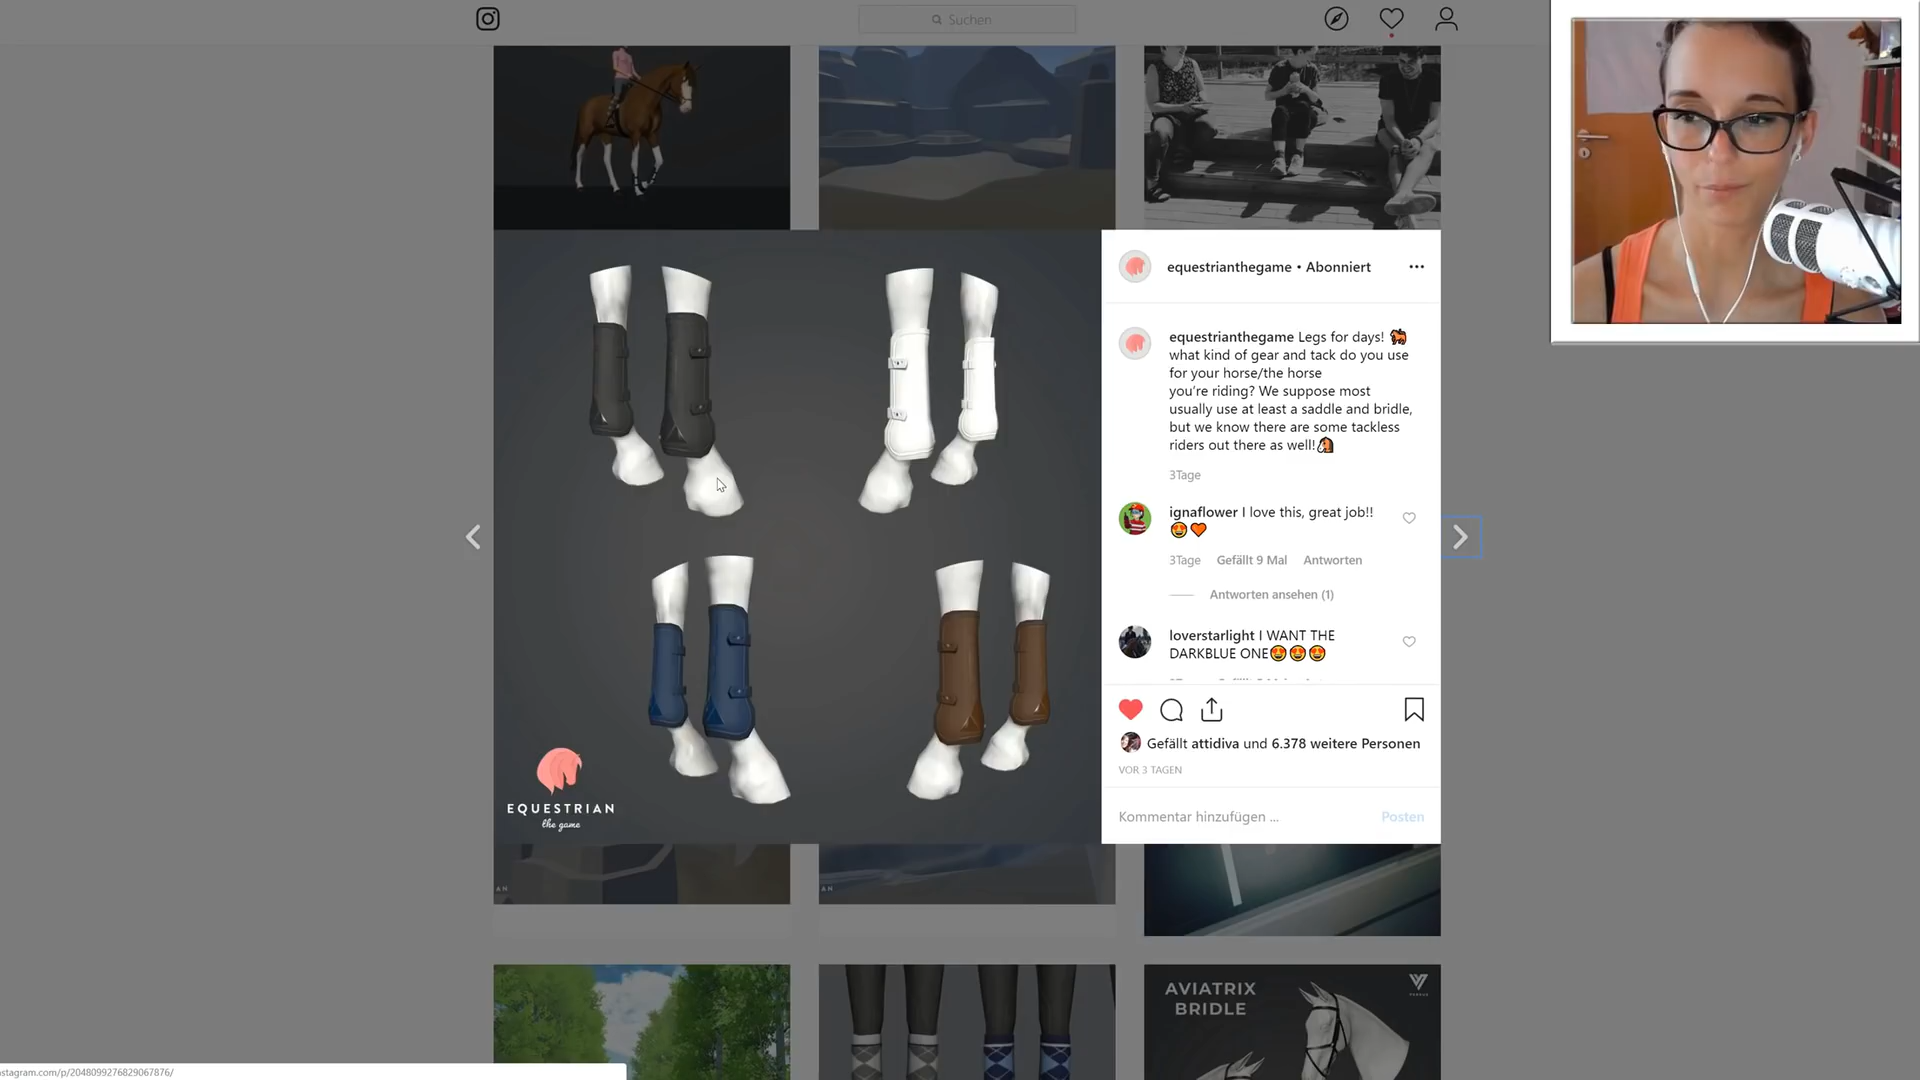 Suchen
equestrianthegame • Abonniert
equestrianthegame Legs for days!
what kind of gear and tack do you use
for your horse/the horse
you're riding? We suppose most
usually use at least a saddle and bridle,
but we know there are some tackless
riders out there as well!
3Tage
ignaflower I love this, great job!!
3Tage Gefällt 9 Mal Antworten
Antworten ansehen (1)
loverstarlight I WANT THE
DARKBLUE ONE
Gefällt attidiva und 6.378 weitere Personen
VOR 3 TAGEN
Kommentar hinzufügen ...
Posten
EQUESTRIAN
the game
AVIATRIX
BRIDLE
stagram.com/p/2048099276829067876/